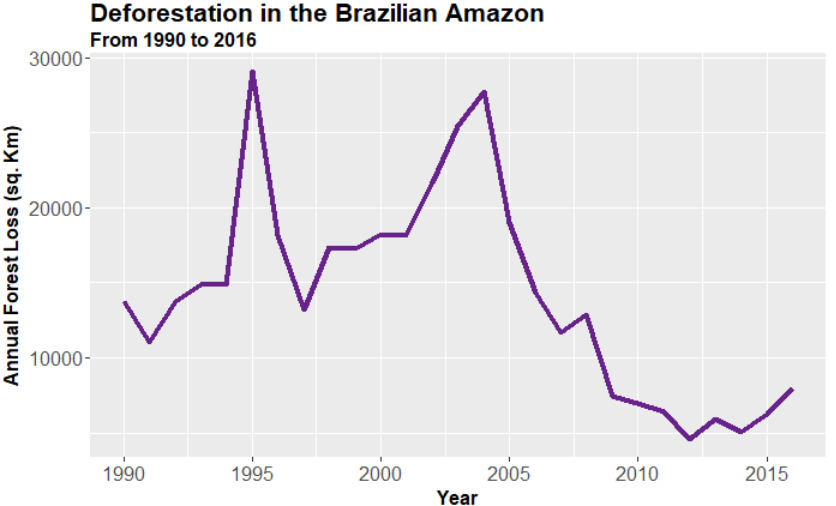 Deforestation in the Brazilian Amazon
From 1990 to 2016
Annual Forest Loss (sq. Km)
30000
20000
10000
1990 1995 2000 2005 2010 2015
Year